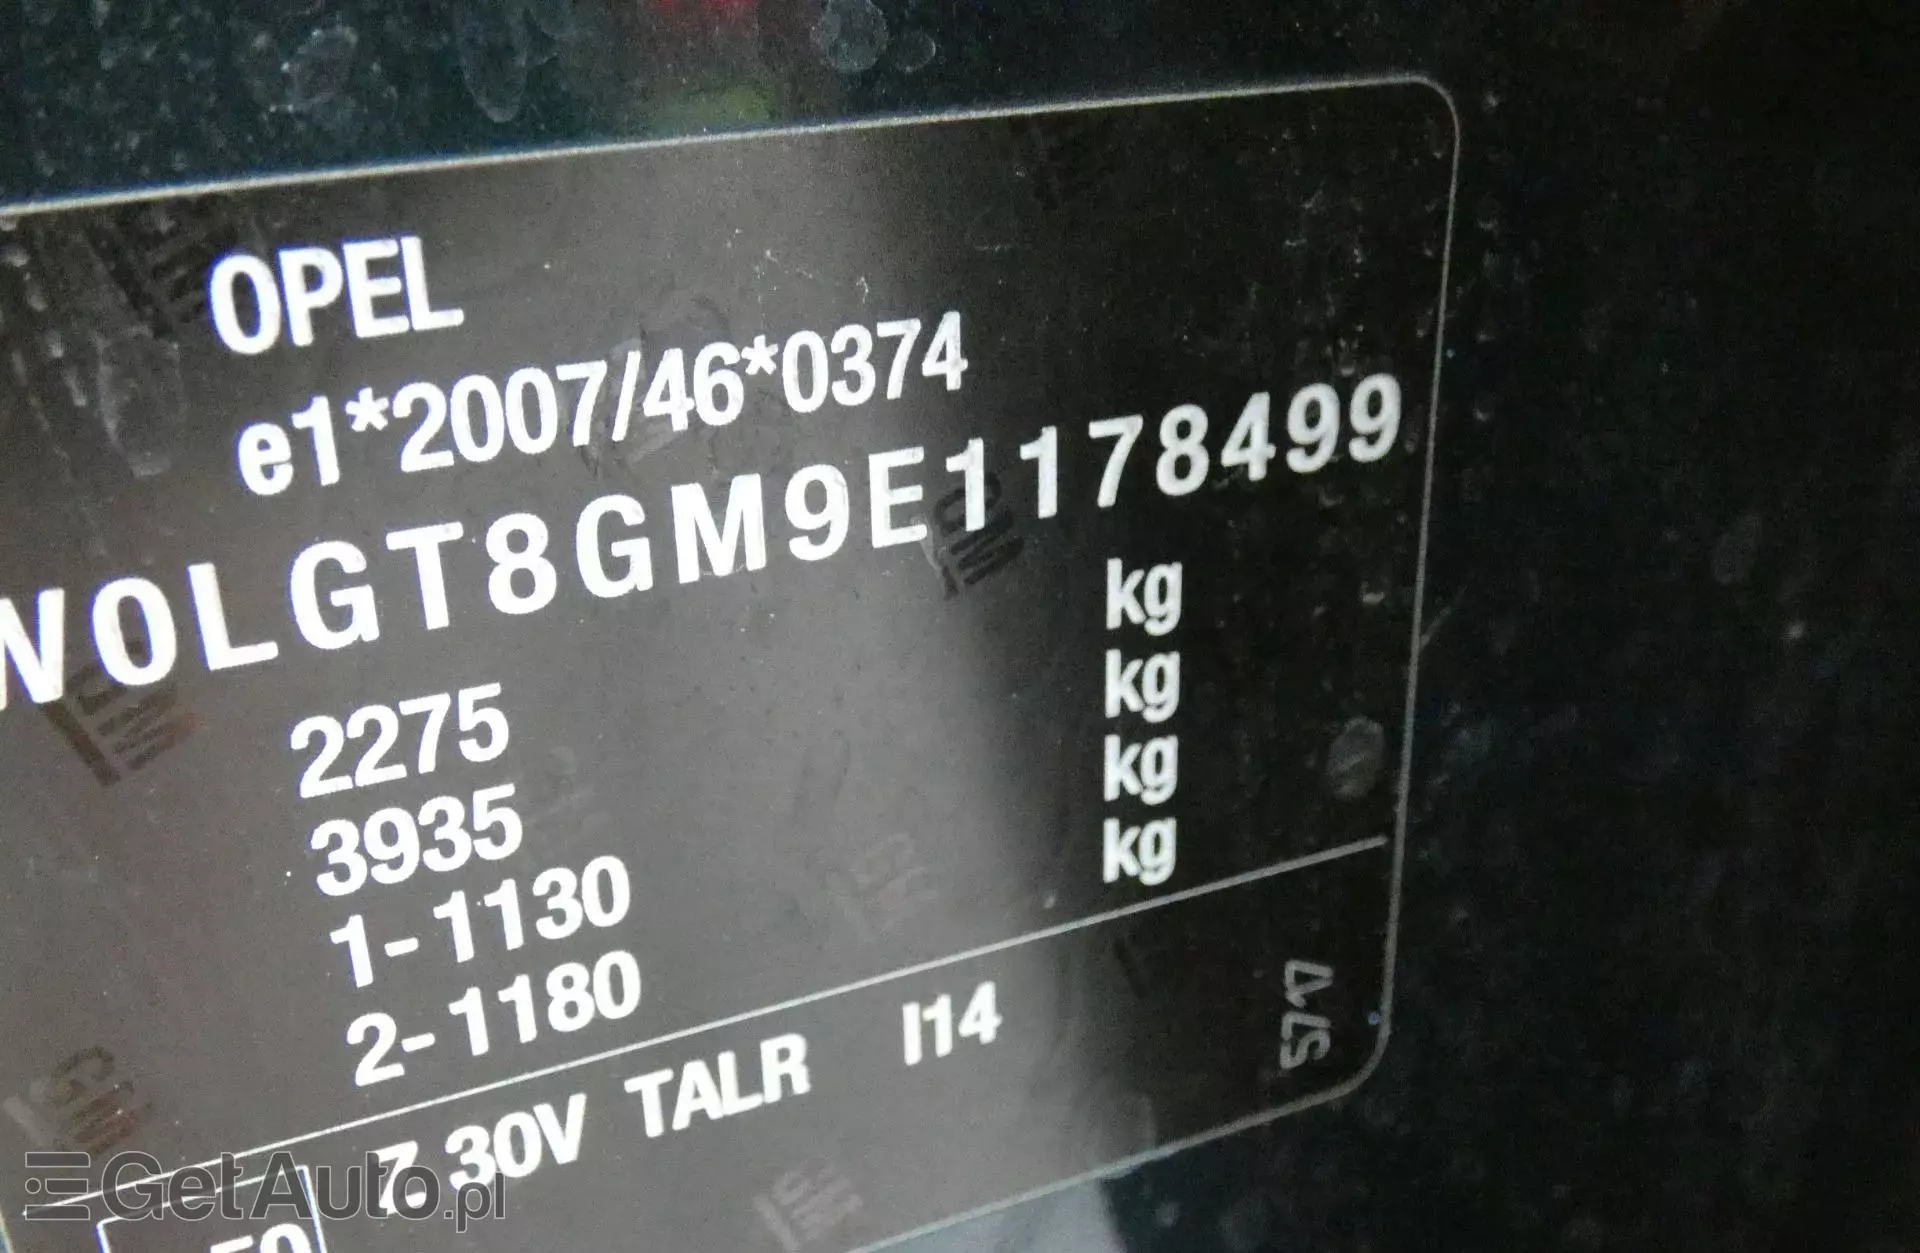 OPEL
e1*2007/46*0374
W0LGT8GM9E1178499
2275 kg
3935 kg
1-1130 kg
2-1180 kg
Z 30V TALR I14
GetAuto.pl